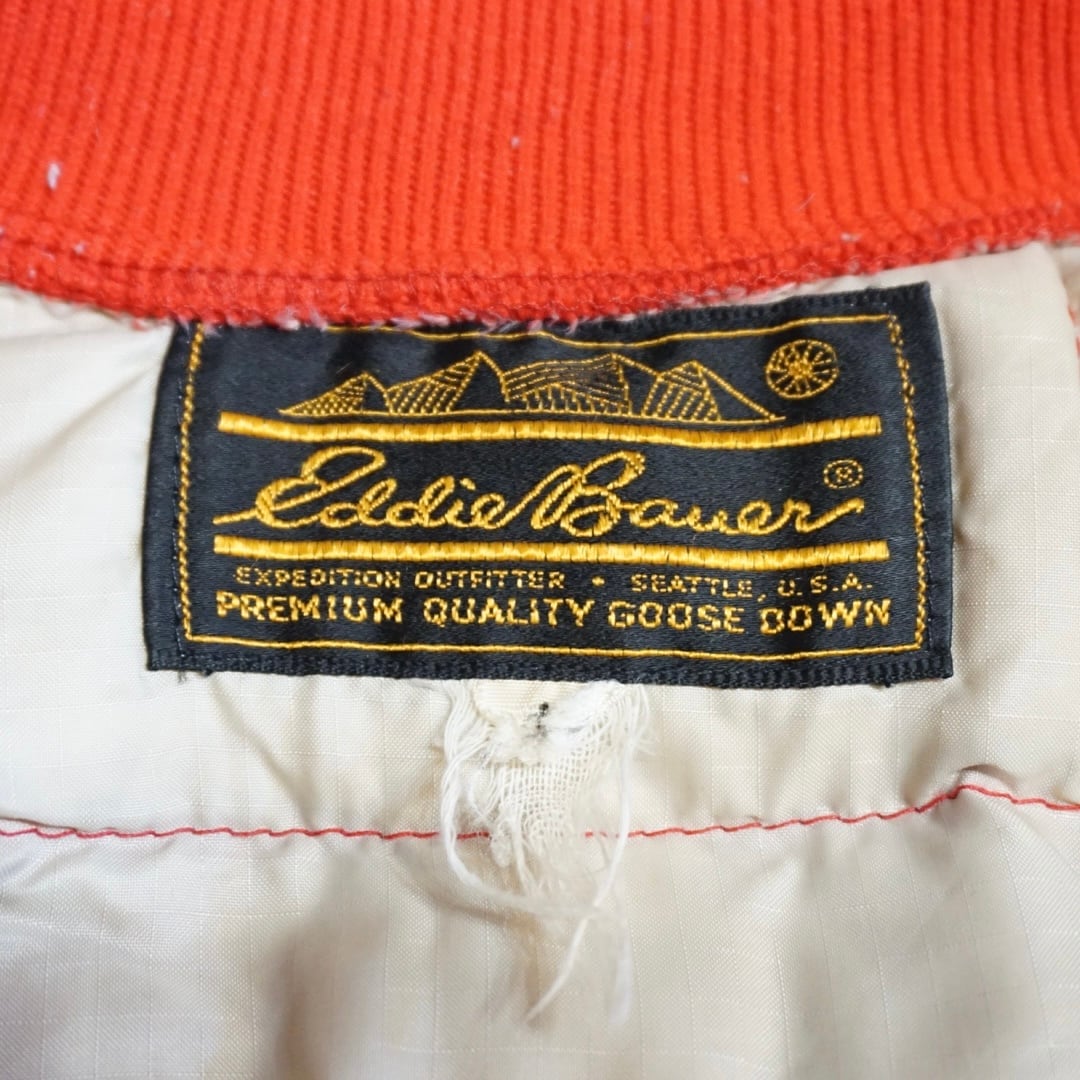 Eddie Bauer ®
EXPEDITION OUTFITTER • SEATTLE, U.S.A.
PREMIUM QUALITY GOOSE DOWN